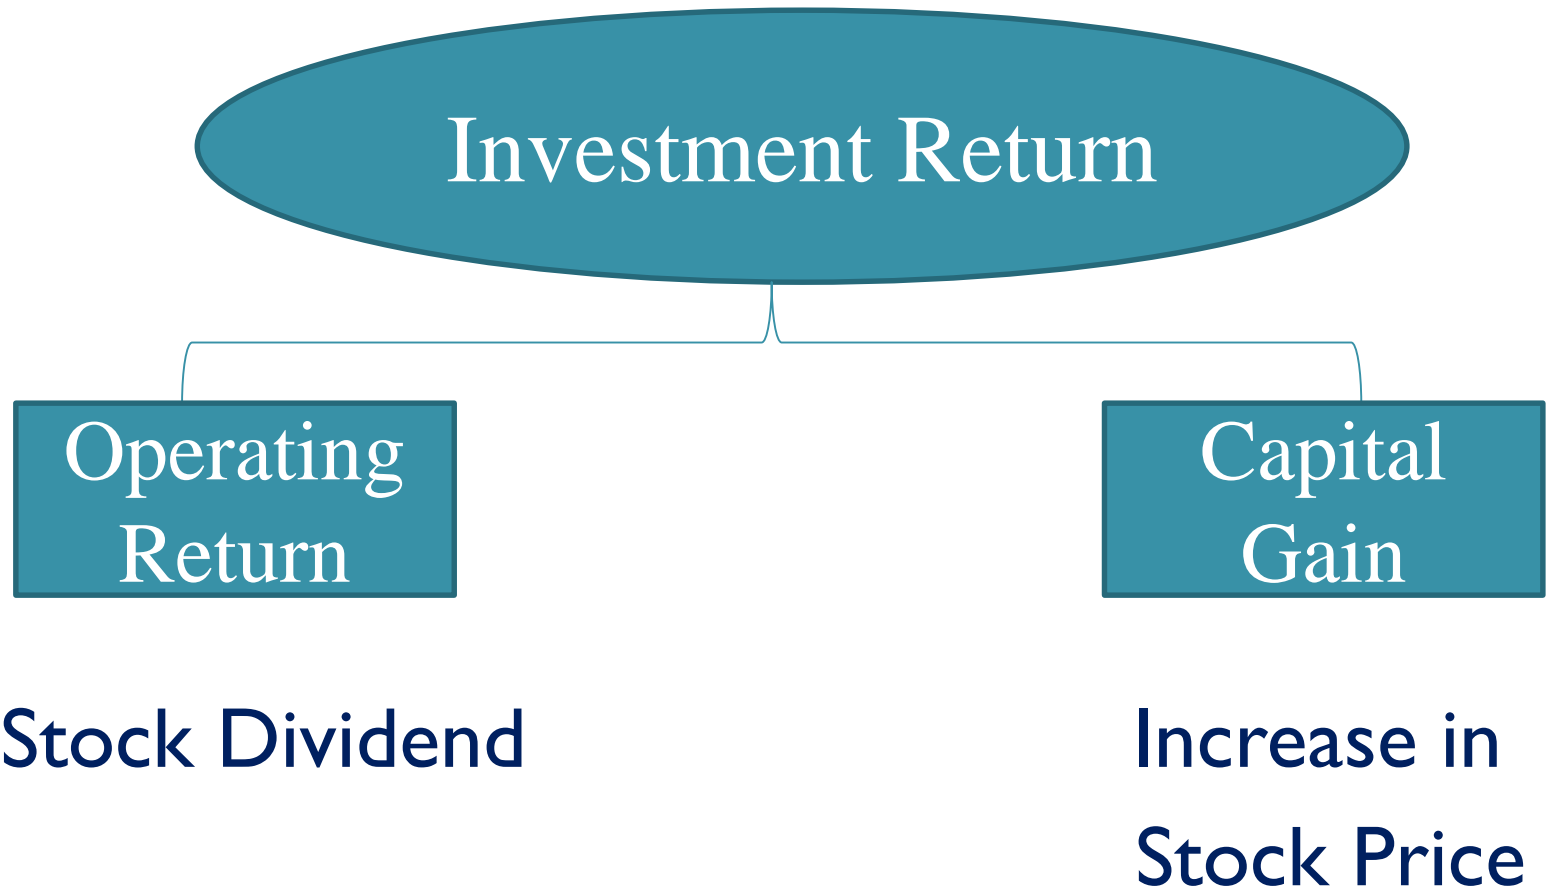 Investment Return
Operating
Return
Capital
Gain
Stock Dividend
Increase in
Stock Price